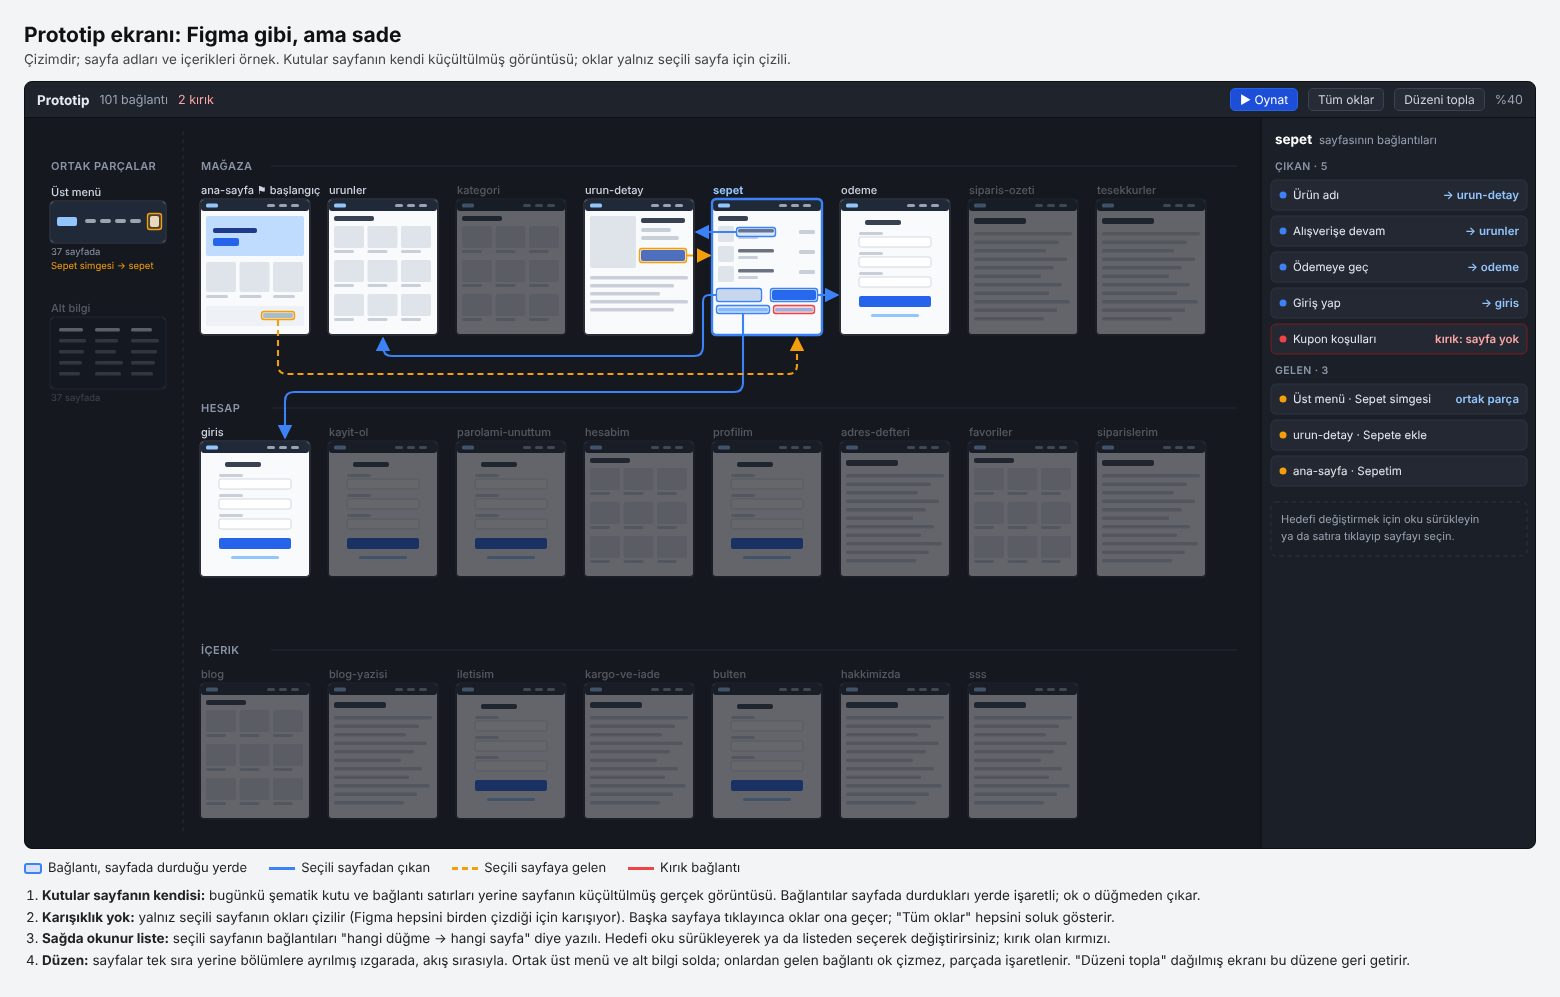 Prototip ekranı: Figma gibi, ama sade
Çizimdir; sayfa adları ve içerikleri örnek. Kutular sayfanın kendi küçültülmüş görüntüsü; oklar yalnız seçili sayfa için çizili.
Prototip 101 bağlantı 2 kırık
▶ Oynat
Tüm oklar
Düzeni topla
%40
ORTAK PARÇALAR
Üst menü
37 sayfada
Sepet simgesi → sepet
Alt bilgi
37 sayfada
MAĞAZA
ana-sayfa ⚑ başlangıç
urunler
kategori
urun-detay
sepet
odeme
siparis-ozeti
tesekkurler
HESAP
giris
kayit-ol
parolami-unuttum
hesabim
profilim
adres-defteri
favoriler
siparislerim
İÇERİK
blog
blog-yazisi
iletisim
kargo-ve-iade
bulten
hakkimizda
sss
sepet sayfasının bağlantıları
ÇIKAN · 5
Ürün adı → urun-detay
Alışverişe devam → urunler
Ödemeye geç → odeme
Giriş yap → giris
Kupon koşulları kırık: sayfa yok
GELEN · 3
Üst menü · Sepet simgesi ortak parça
urun-detay · Sepete ekle
ana-sayfa · Sepetim
Hedefi değiştirmek için oku sürükleyin
ya da satıra tıklayıp sayfayı seçin.
Bağlantı, sayfada durduğu yerde
Seçili sayfadan çıkan
Seçili sayfaya gelen
Kırık bağlantı
1. Kutular sayfanın kendisi: bugünkü şematik kutu ve bağlantı satırları yerine sayfanın küçültülmüş gerçek görüntüsü. Bağlantılar sayfada durdukları yerde işaretli; ok o düğmeden çıkar.
2. Karışıklık yok: yalnız seçili sayfanın okları çizilir (Figma hepsini birden çizdiği için karışıyor). Başka sayfaya tıklayınca oklar ona geçer; "Tüm oklar" hepsini soluk gösterir.
3. Sağda okunur liste: seçili sayfanın bağlantıları "hangi düğme → hangi sayfa" diye yazılı. Hedefi oku sürükleyerek ya da listeden seçerek değiştirirsiniz; kırık olan kırmızı.
4. Düzen: sayfalar tek sıra yerine bölümlere ayrılmış ızgarada, akış sırasıyla. Ortak üst menü ve alt bilgi solda; onlardan gelen bağlantı ok çizmez, parçada işaretlenir. "Düzeni topla" dağılmış ekranı bu düzene geri getirir.